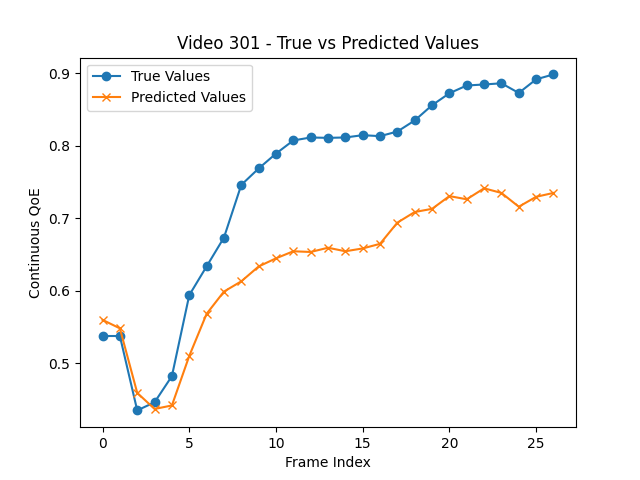 Video 301 - True vs Predicted Values
True Values
Predicted Values
0.9
0.8
0.7
0.6
0.5
Continuous QoE
0
5
10
15
20
25
Frame Index